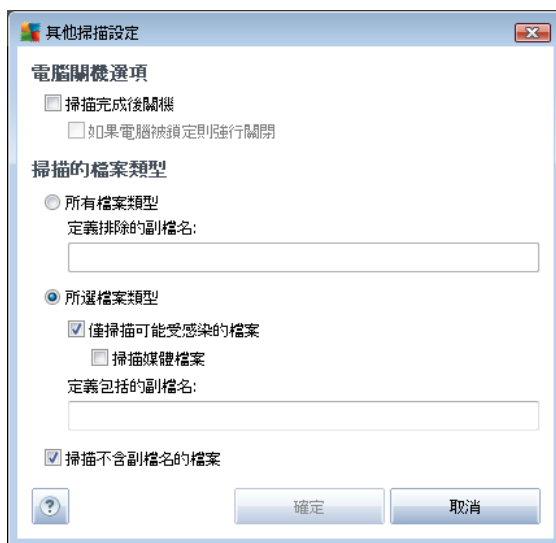 其他掃描設定
電腦關機選項
掃描完成後關機
如果電腦被鎖定則強行關閉
掃描的檔案類型
所有檔案類型
定義排除的副檔名:
所選檔案類型
僅掃描可能受感染的檔案
掃描媒體檔案
定義包括的副檔名:
掃描不含副檔名的檔案
? 確定 取消